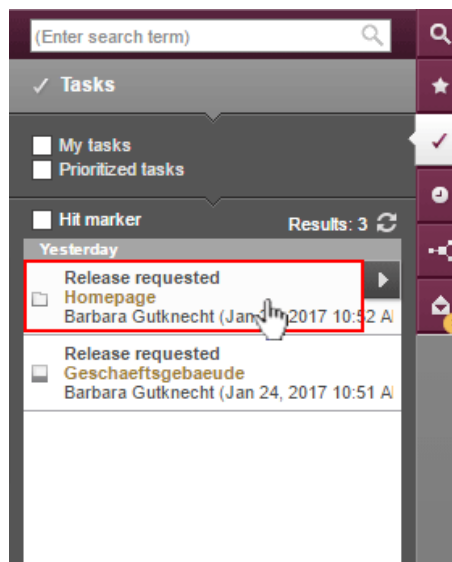 (Enter search term)
Tasks
My tasks
Prioritized tasks
Hit marker
Results: 3
Yesterday
Release requested
Homepage
Barbara Gutknecht (Jan 2017 10:52 A
Release requested
Geschaeftsgebaeude
Barbara Gutknecht (Jan 24, 2017 10:51 A